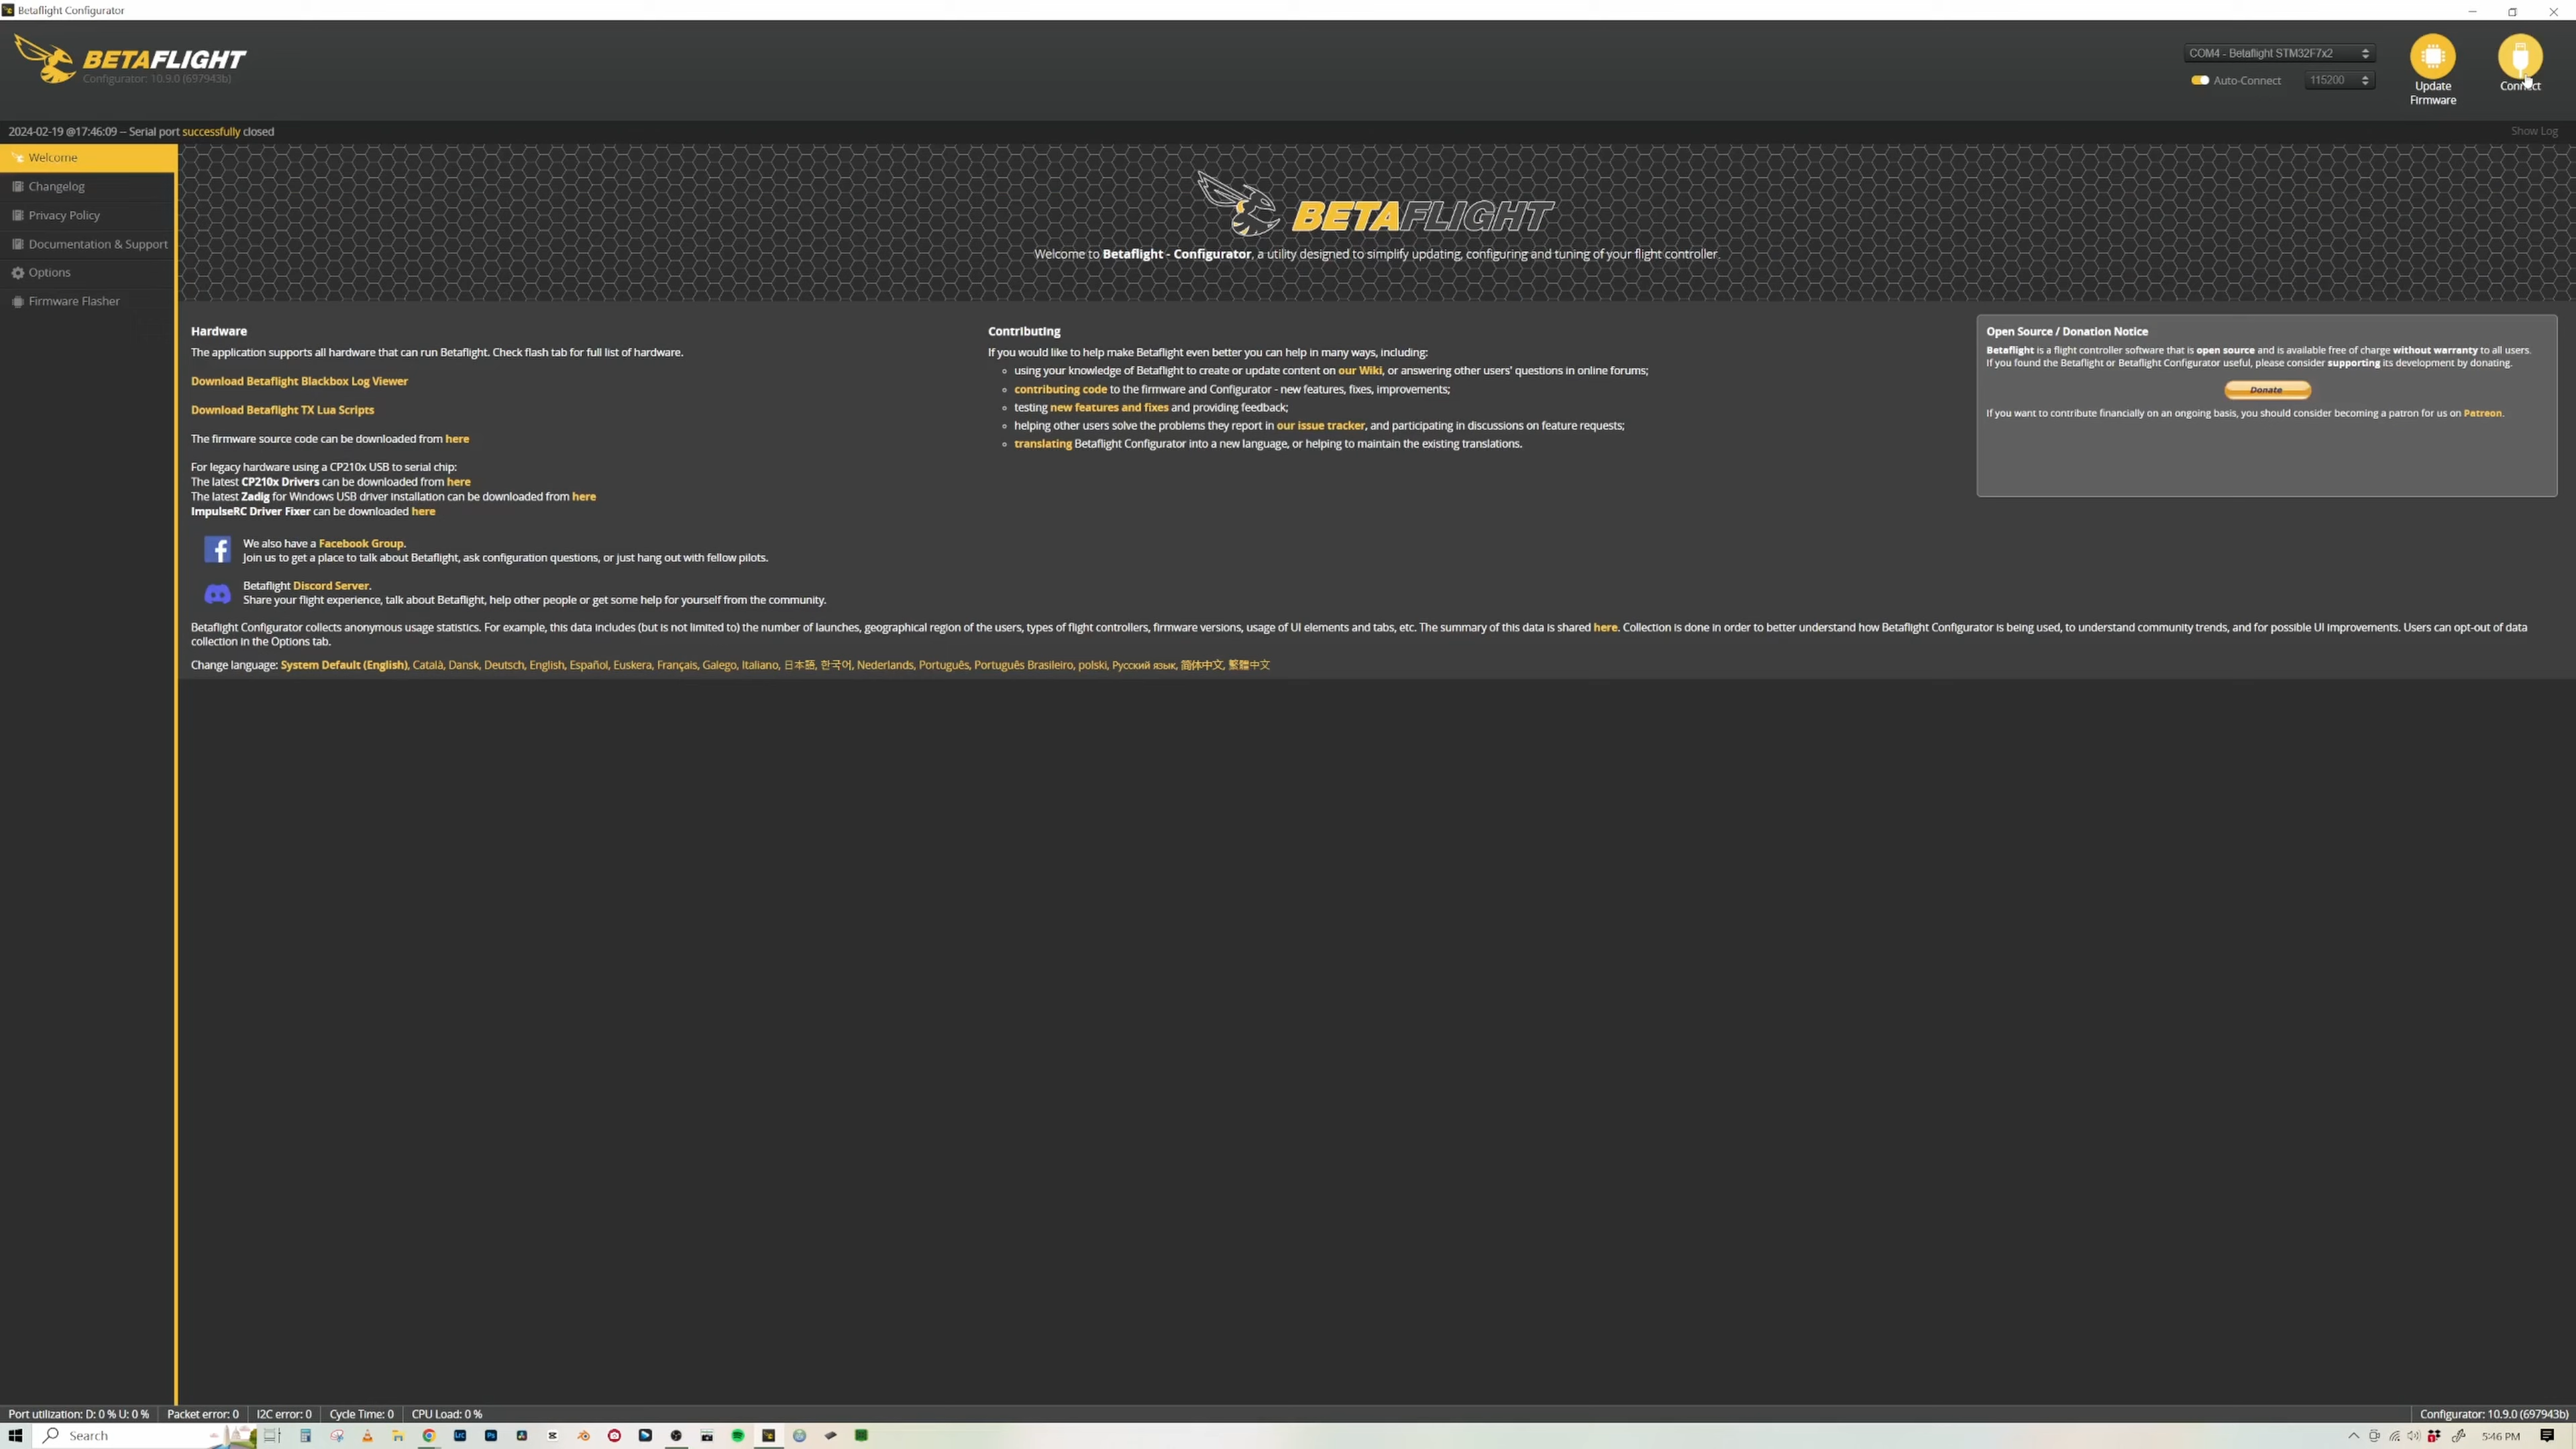 Betaflight Configurator
BETAFLIGHT
Configurator: 10.9.0 (697943b)
COM4 - Betaflight STM32F7x2
Auto-Connect
115200
Update
Firmware
Connect
2024-02-19 @17:46:09 -- Serial port successfully closed
Show Log
Welcome
Changelog
Privacy Policy
Documentation & Support
Options
Firmware Flasher
BETAFLIGHT
Welcome to Betaflight - Configurator, a utility designed to simplify updating, configuring and tuning of your flight controller.
Hardware
The application supports all hardware that can run Betaflight. Check flash tab for full list of hardware.
Download Betaflight Blackbox Log Viewer
Download Betaflight TX Lua Scripts
The firmware source code can be downloaded from here
For legacy hardware using a CP210x USB to serial chip:
The latest CP210x Drivers can be downloaded from here
The latest Zadig for Windows USB driver installation can be downloaded from here
ImpulseRC Driver Fixer can be downloaded here
We also have a Facebook Group.
Join us to get a place to talk about Betaflight, ask configuration questions, or just hang out with fellow pilots.
Betaflight Discord Server.
Share your flight experience, talk about Betaflight, help other people or get some help for yourself from the community.
Contributing
If you would like to help make Betaflight even better you can help in many ways, including:
using your knowledge of Betaflight to create or update content on our Wiki, or answering other users' questions in online forums;
contributing code to the firmware and Configurator - new features, fixes, improvements;
testing new features and fixes and providing feedback;
helping other users solve the problems they report in our issue tracker, and participating in discussions on feature requests;
translating Betaflight Configurator into a new language, or helping to maintain the existing translations.
Open Source / Donation Notice
Betaflight is a flight controller software that is open source and is available free of charge without warranty to all users.
If you found the Betaflight or Betaflight Configurator useful, please consider supporting its development by donating.
Donate
If you want to contribute financially on an ongoing basis, you should consider becoming a patron for us on Patreon.
Betaflight Configurator collects anonymous usage statistics. For example, this data includes (but is not limited to) the number of launches, geographical region of the users, types of flight controllers, firmware versions, usage of UI elements and tabs, etc. The summary of this data is shared here. Collection is done in order to better understand how Betaflight Configurator is being used, to understand community trends, and for possible UI improvements. Users can opt-out of data
collection in the Options tab.
Change language: System Default (English), Català, Dansk, Deutsch, English, Español, Euskera, Français, Galego, Italiano, 日本語, 한국어, Nederlands, Português, Português Brasileiro, polski, Русский язык, 简体中文, 繁體中文
Port utilization: D: 0 % U: 0 %
Packet error: 0
I2C error: 0
Cycle Time: 0
CPU Load: 0 %
Configurator: 10.9.0 (697943b)
Search
5:46 PM